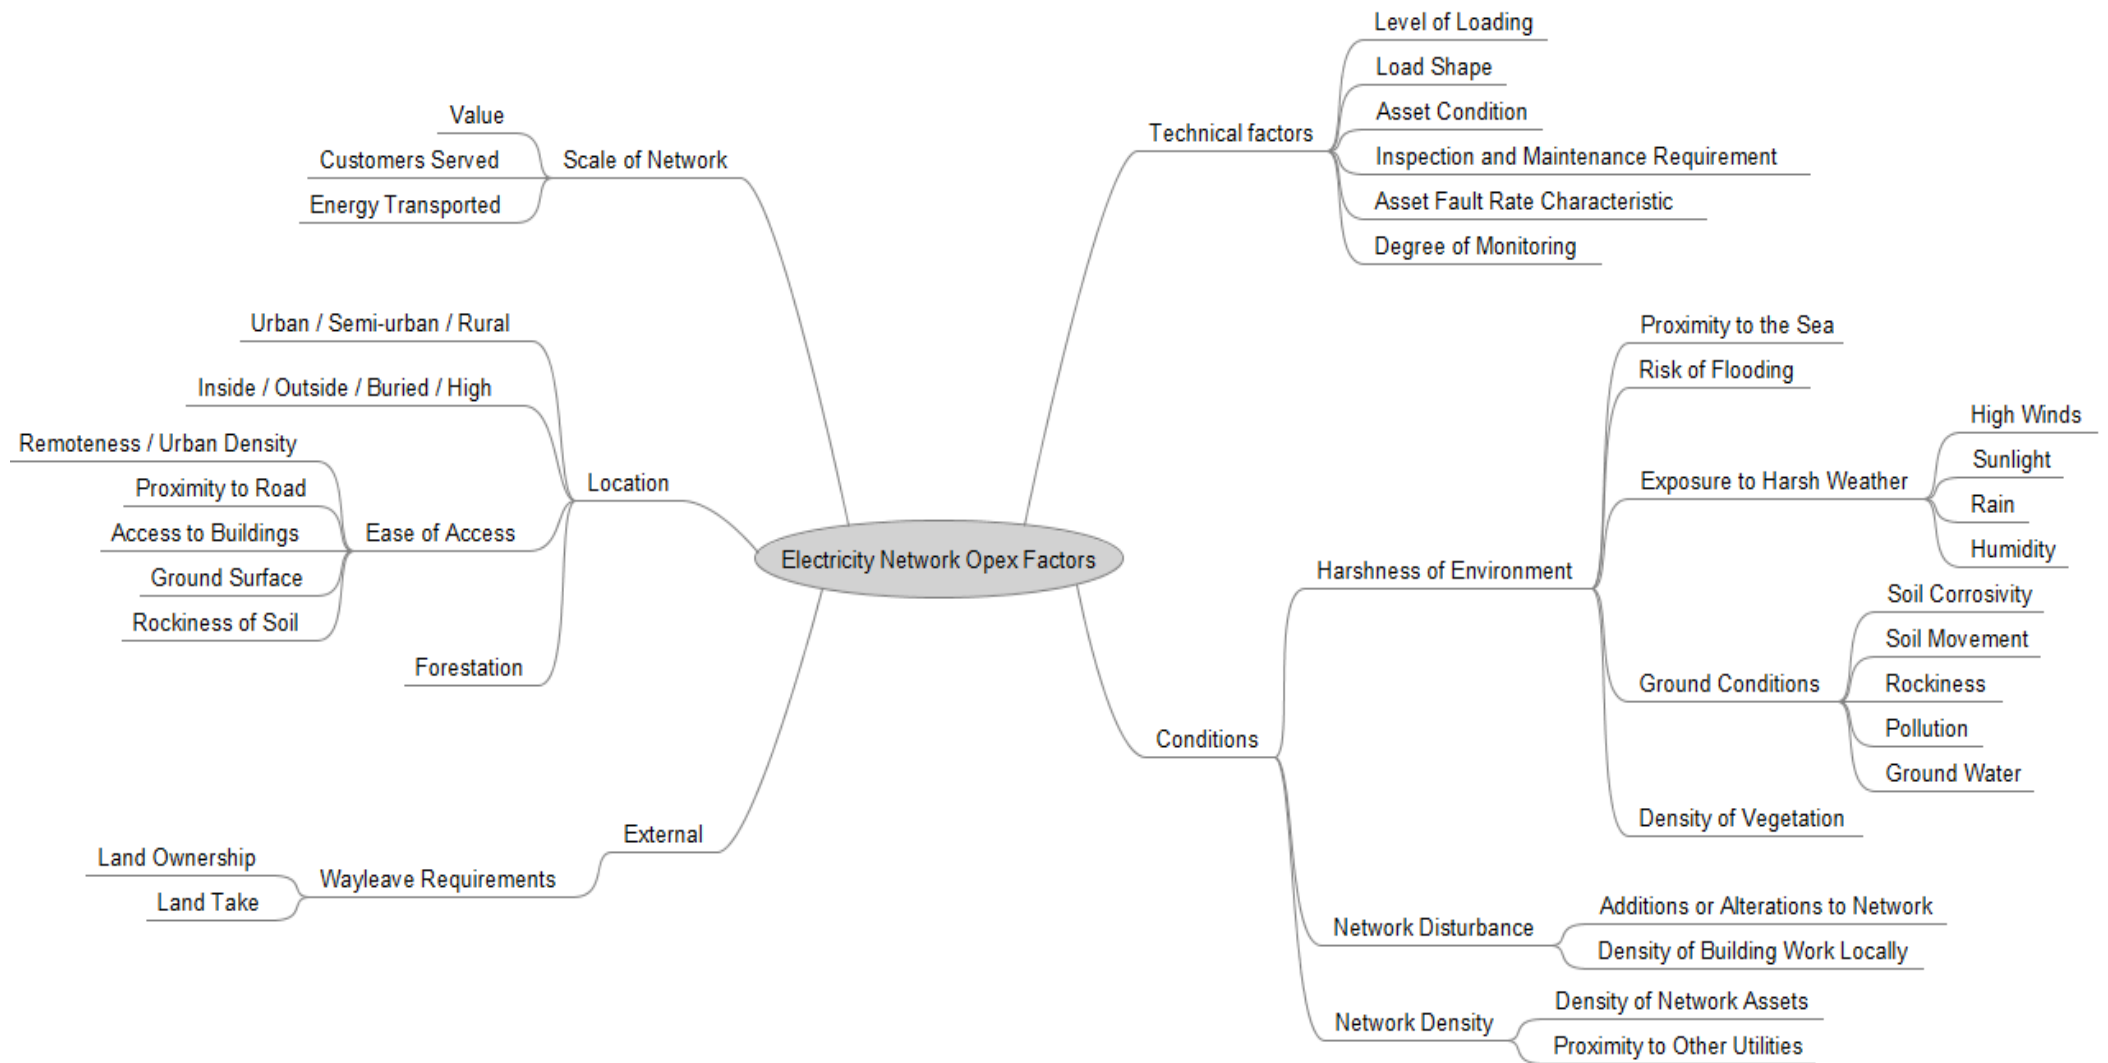 Electricity Network Opex Factors
Scale of Network
Value
Customers Served
Energy Transported
Location
Urban / Semi-urban / Rural
Inside / Outside / Buried / High
Ease of Access
Remoteness / Urban Density
Proximity to Road
Access to Buildings
Ground Surface
Rockiness of Soil
Forestation
External
Wayleave Requirements
Land Ownership
Land Take
Technical factors
Level of Loading
Load Shape
Asset Condition
Inspection and Maintenance Requirement
Asset Fault Rate Characteristic
Degree of Monitoring
Conditions
Harshness of Environment
Proximity to the Sea
Risk of Flooding
Exposure to Harsh Weather
High Winds
Sunlight
Rain
Humidity
Ground Conditions
Soil Corrosivity
Soil Movement
Rockiness
Pollution
Ground Water
Density of Vegetation
Network Disturbance
Additions or Alterations to Network
Density of Building Work Locally
Network Density
Density of Network Assets
Proximity to Other Utilities